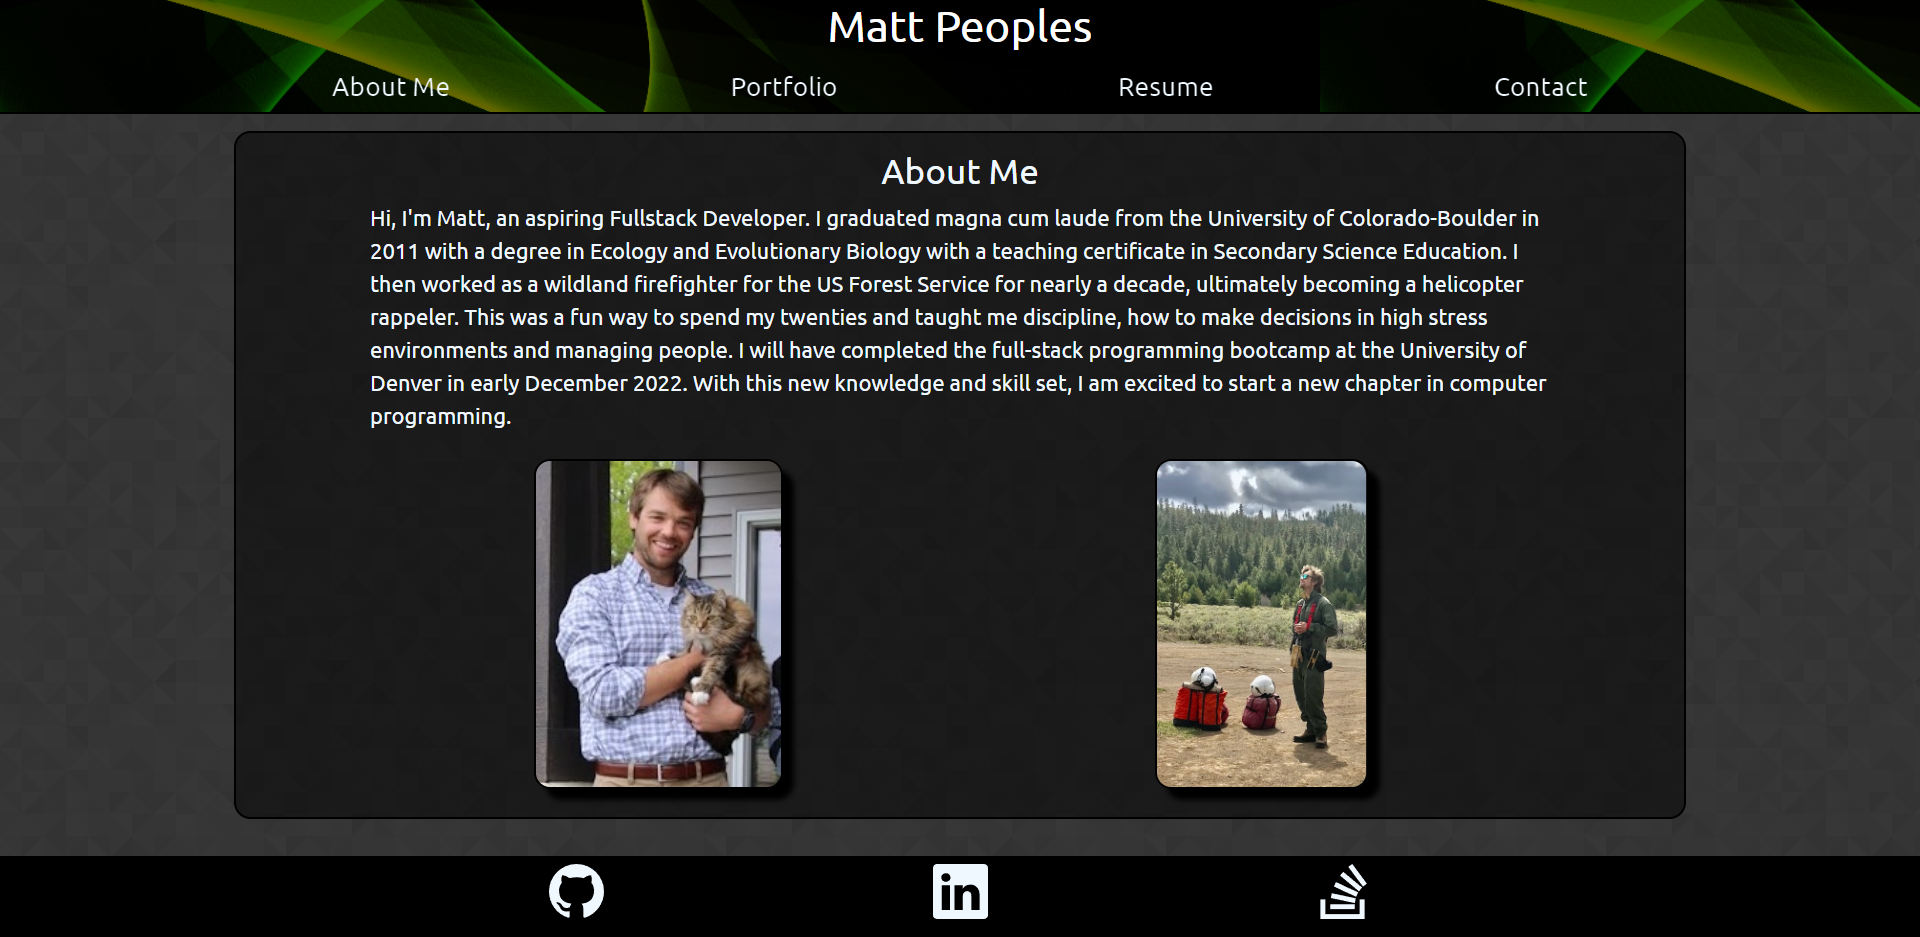 Matt Peoples
About Me
Portfolio
Resume
Contact
About Me
Hi, I'm Matt, an aspiring Fullstack Developer. I graduated magna cum laude from the University of Colorado-Boulder in
2011 with a degree in Ecology and Evolutionary Biology with a teaching certificate in Secondary Science Education. I
then worked as a wildland firefighter for the US Forest Service for nearly a decade, ultimately becoming a helicopter
rappeler. This was a fun way to spend my twenties and taught me discipline, how to make decisions in high stress
environments and managing people. I will have completed the full-stack programming bootcamp at the University of
Denver in early December 2022. With this new knowledge and skill set, I am excited to start a new chapter in computer
programming.
in